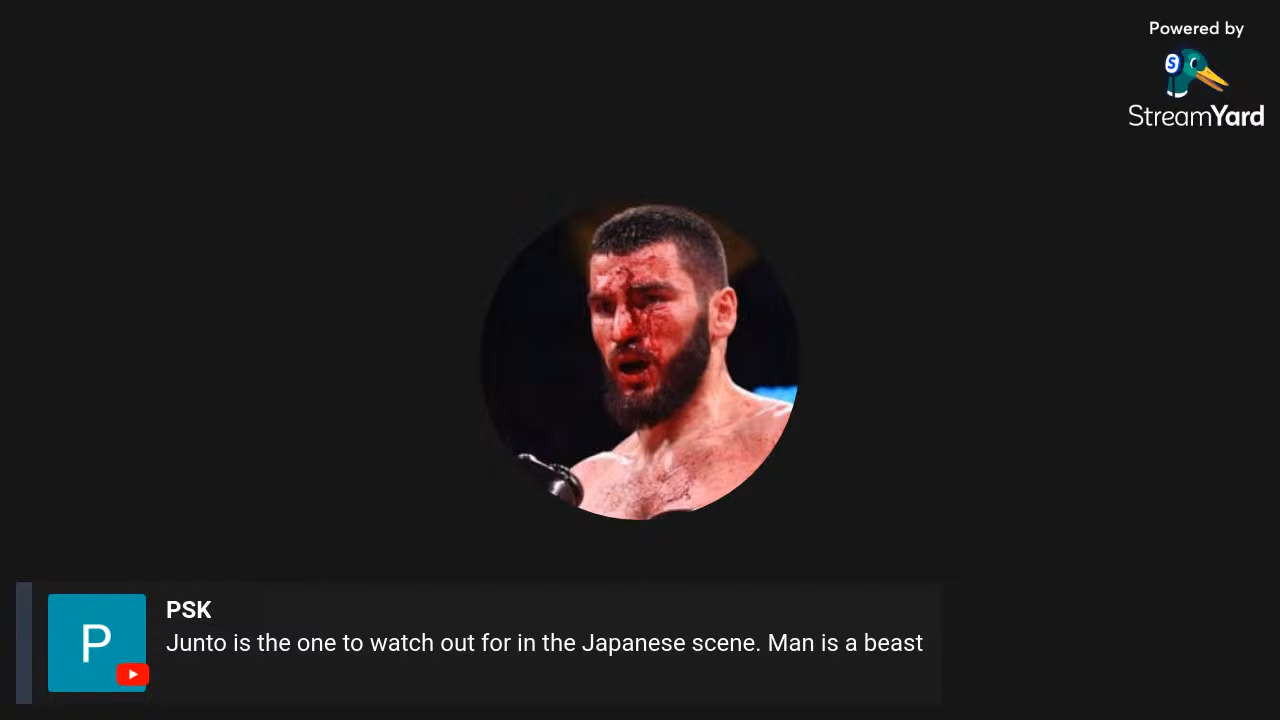 Powered by
S
StreamYard
P
PSK
Junto is the one to watch out for in the Japanese scene. Man is a beast